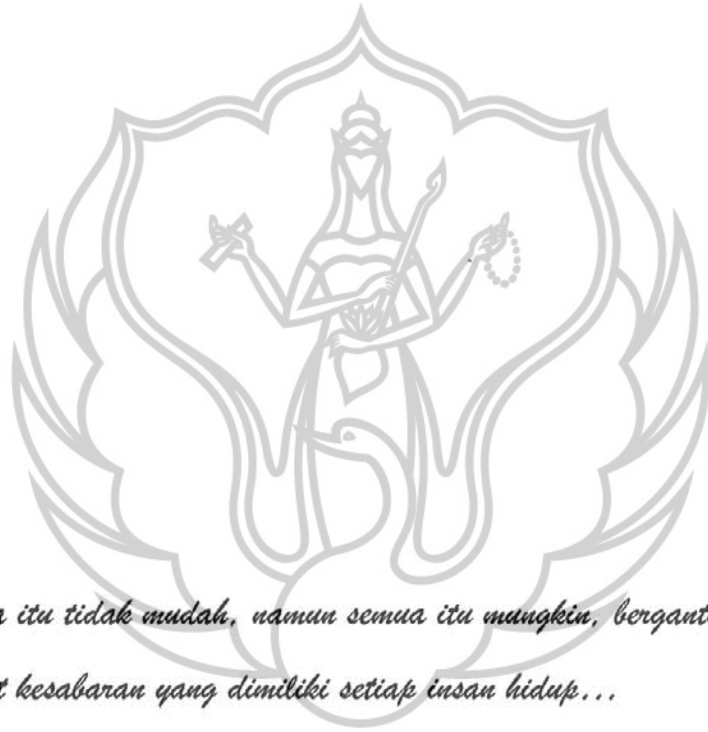 itu tidak mudah, namun semua itu mungkin,
kesabaran yang dimiliki setiap insan hidup...